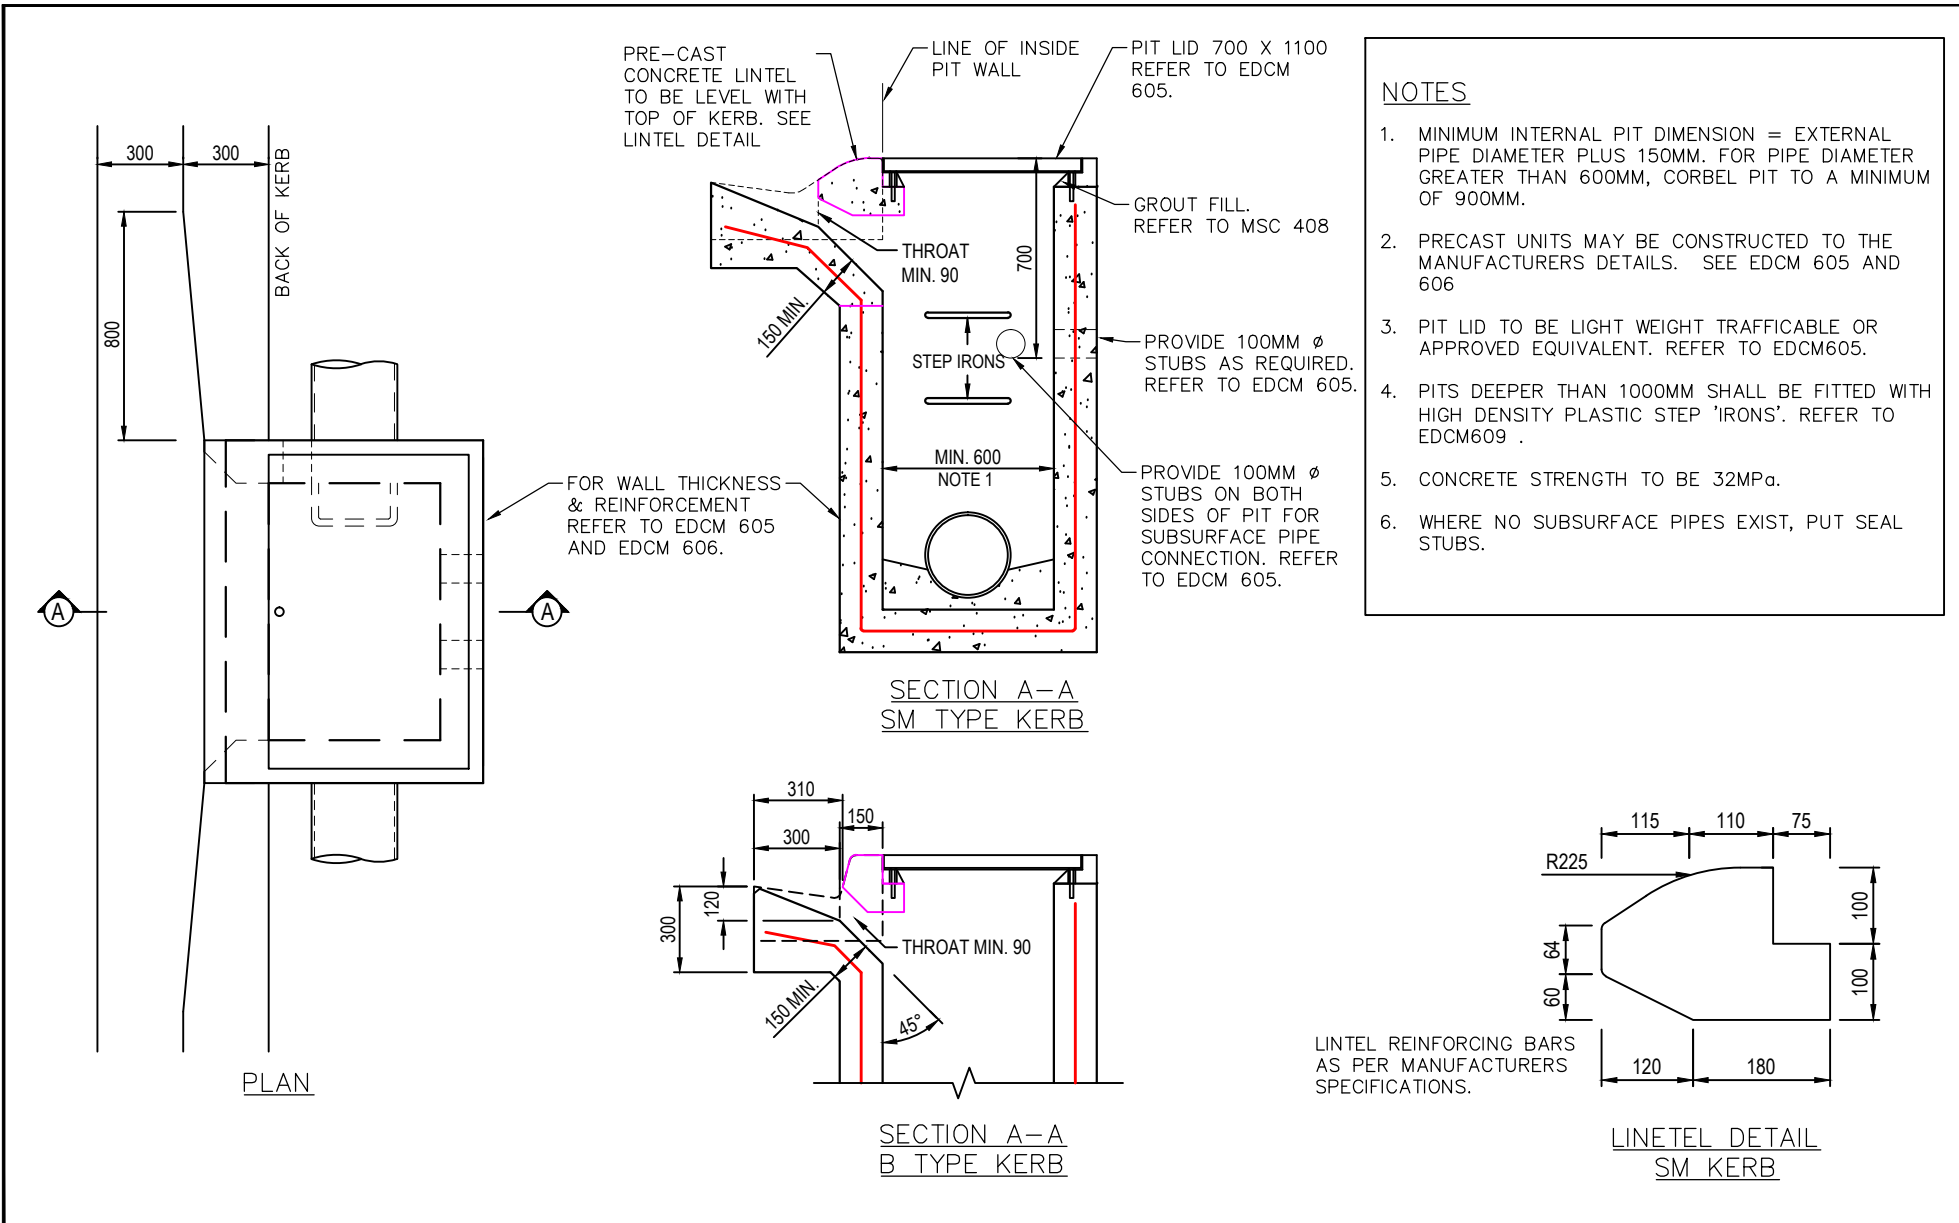 PRE-CAST
CONCRETE LINTEL
TO BE LEVEL WITH
TOP OF KERB. SEE
LINTEL DETAIL
LINE OF INSIDE
PIT WALL
PIT LID 700 X 1100
REFER TO EDCM
605.
GROUT FILL.
REFER TO MSC 408
THROAT
MIN. 90
700
150 MIN.
STEP IRONS
PROVIDE 100MM Ø
STUBS AS REQUIRED.
REFER TO EDCM 605.
MIN. 600
NOTE 1
PROVIDE 100MM Ø
STUBS ON BOTH
SIDES OF PIT FOR
SUBSURFACE PIPE
CONNECTION. REFER
TO EDCM 605.
FOR WALL THICKNESS
& REINFORCEMENT
REFER TO EDCM 605
AND EDCM 606.
SECTION A-A
SM TYPE KERB
300
300
BACK OF KERB
800
A
A
PLAN
310
300
150
120
300
THROAT MIN. 90
150 MIN.
45°
SECTION A-A
B TYPE KERB
NOTES
1. MINIMUM INTERNAL PIT DIMENSION = EXTERNAL
PIPE DIAMETER PLUS 150MM. FOR PIPE DIAMETER
GREATER THAN 600MM, CORBEL PIT TO A MINIMUM
OF 900MM.
2. PRECAST UNITS MAY BE CONSTRUCTED TO THE
MANUFACTURERS DETAILS. SEE EDCM 605 AND
606
3. PIT LID TO BE LIGHT WEIGHT TRAFFICABLE OR
APPROVED EQUIVALENT. REFER TO EDCM605.
4. PITS DEEPER THAN 1000MM SHALL BE FITTED WITH
HIGH DENSITY PLASTIC STEP 'IRONS'. REFER TO
EDCM609 .
5. CONCRETE STRENGTH TO BE 32MPa.
6. WHERE NO SUBSURFACE PIPES EXIST, PUT SEAL
STUBS.
115
110
75
R225
100
64
60
100
120
180
LINTEL REINFORCING BARS
AS PER MANUFACTURERS
SPECIFICATIONS.
LINETEL DETAIL
SM KERB